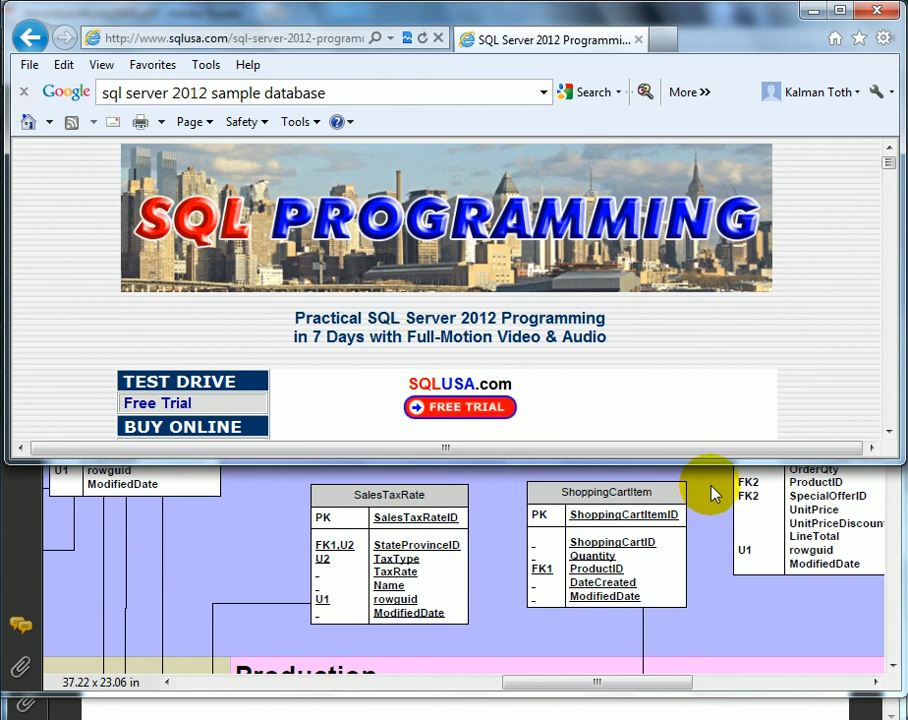 http://www.sqlusa.com/sql-server-2012-programi
SQL Server 2012 Programmi...
File Edit View Favorites Tools Help
Google sql server 2012 sample database Search More >> Kalman Toth
Page Safety Tools
SQL PROGRAMMING
Practical SQL Server 2012 Programming
in 7 Days with Full-Motion Video & Audio
TEST DRIVE
Free Trial
BUY ONLINE
SQLUSA.com
FREE TRIAL
U1 rowguid
ModifiedDate
SalesTaxRate
PK SalesTaxRateID
FK1,U2 StateProvinceID
U2 TaxType
TaxRate
Name
U1 rowguid
ModifiedDate
ShoppingCartItem
PK ShoppingCartItemID
ShoppingCartID
Quantity
FK1 ProductID
DateCreated
ModifiedDate
OrderQty
FK2 ProductID
FK2 SpecialOfferID
UnitPrice
UnitPriceDiscoun
LineTotal
U1 rowguid
ModifiedDate
Production
37.22 x 23.06 in